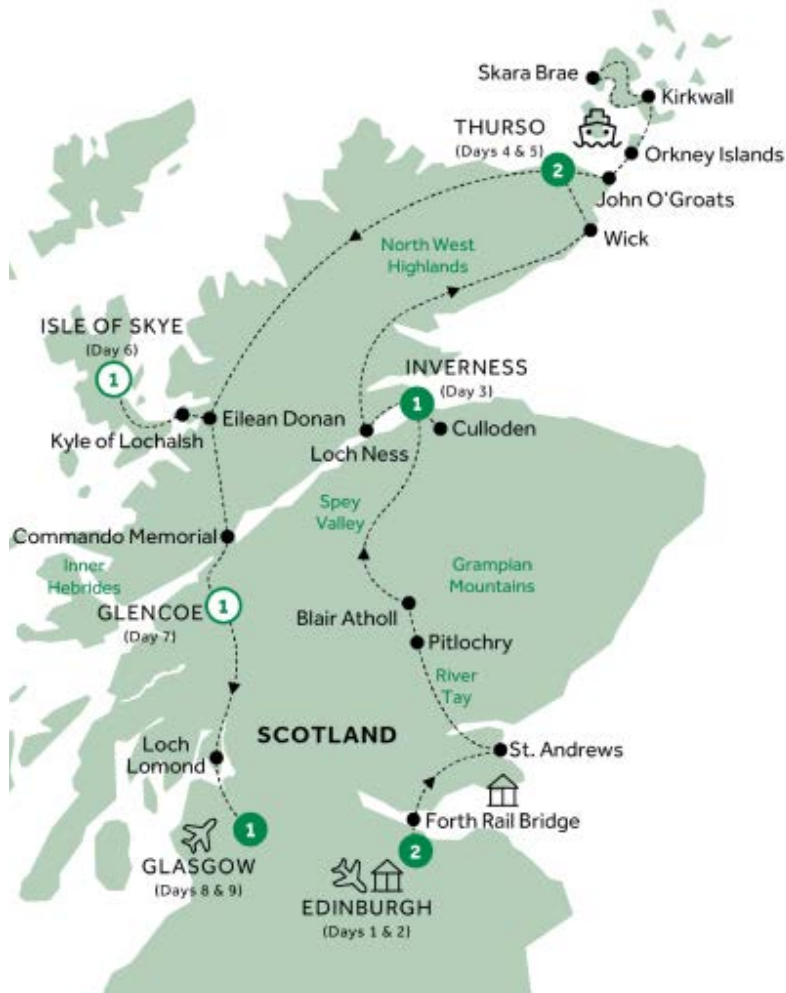 Skara Brae
Kirkwall
THURSO
(Days 4 & 5)
2
Orkney Islands
John O'Groats
Wick
North West
Highlands
ISLE OF SKYE
(Day 6)
1
INVERNESS
(Day 3)
1
Eilean Donan
Kyle of Lochalsh
Culloden
Loch Ness
Spey
Valley
Commando Memorial
Inner
Hebrides
Grampian
Mountains
GLENCOE
(Day 7)
1
Blair Atholl
Pitlochry
River
Tay
SCOTLAND
Loch
Lomond
St. Andrews
1
GLASGOW
(Days 8 & 9)
Forth Rail Bridge
2
EDINBURGH
(Days 1 & 2)